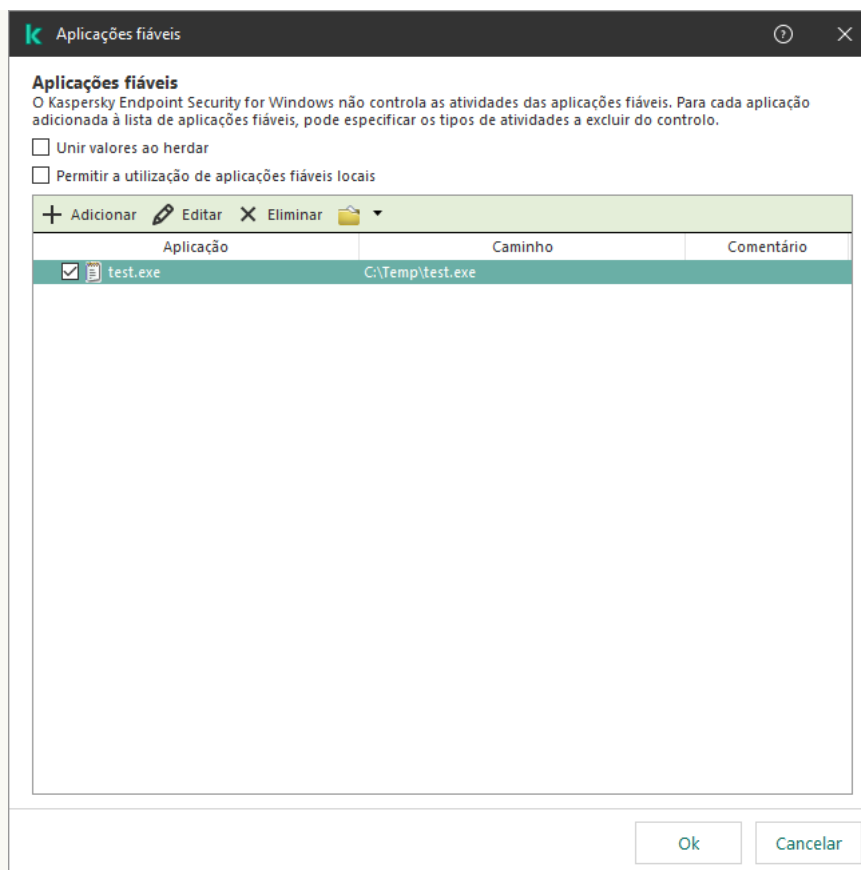 Aplicações fiáveis
Aplicações fiáveis
O Kaspersky Endpoint Security for Windows não controla as atividades das aplicações fiáveis. Para cada aplicação
adicionada à lista de aplicações fiáveis, pode especificar os tipos de atividades a excluir do controlo.
Unir valores ao herdar
Permitir a utilização de aplicações fiáveis locais
Adicionar Editar Eliminar
Aplicação Caminho Comentário
test.exe C:\Temp\test.exe
Ok Cancelar